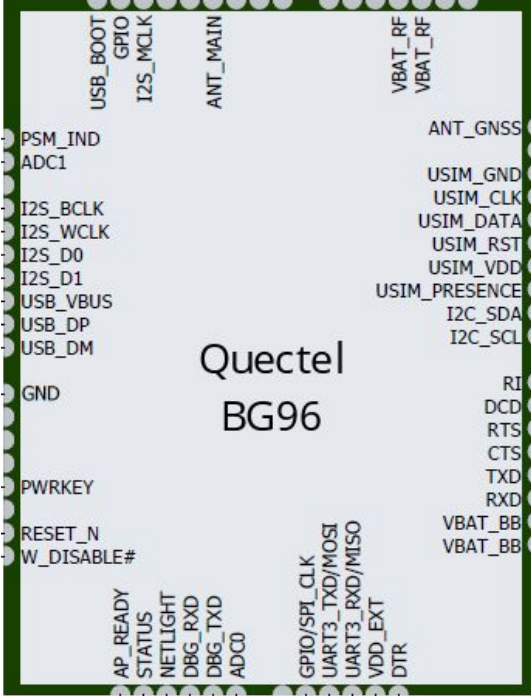 USB_BOOT
GPIO
I2S_MCLK
ANT_MAIN
VBAT_RF
VBAT_RF
PSM_IND
ADC1
I2S_BCLK
I2S_WCLK
I2S_D0
I2S_D1
USB_VBUS
USB_DP
USB_DM
GND
PWRKEY
RESET_N
W_DISABLE#
Quectel
BG96
ANT_GNSS
USIM_GND
USIM_CLK
USIM_DATA
USIM_RST
USIM_VDD
USIM_PRESENCE
I2C_SDA
I2C_SCL
RI
DCD
RTS
CTS
TXD
RXD
VBAT_BB
VBAT_BB
AP_READY
STATUS
NETLIGHT
DBG_RXD
DBG_TXD
ADC0
GPIO/SPI_CLK
UART3_TXD/MOSI
UART3_RXD/MISO
VDD_EXT
DTR